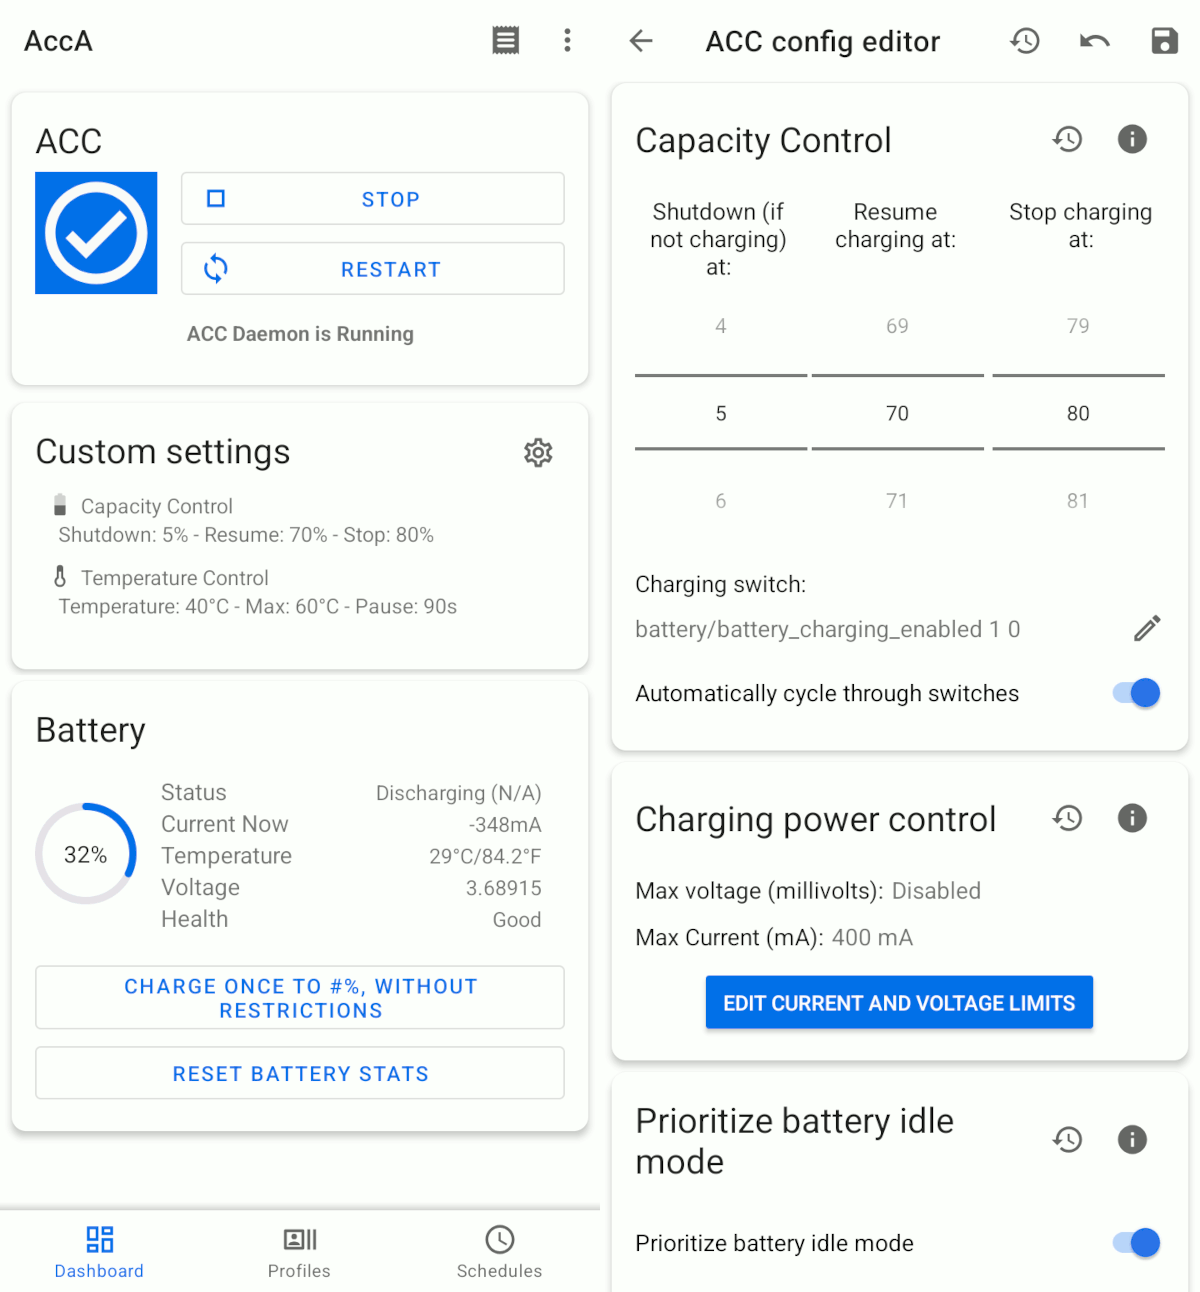 AccA
ACC
STOP
RESTART
ACC Daemon is Running
Custom settings
Capacity Control
Shutdown: 5% - Resume: 70% - Stop: 80%
Temperature Control
Temperature: 40°C - Max: 60°C - Pause: 90s
Battery
32%
Status Discharging (N/A)
Current Now -348mA
Temperature 29°C/84.2°F
Voltage 3.68915
Health Good
CHARGE ONCE TO #%, WITHOUT
RESTRICTIONS
RESET BATTERY STATS
Dashboard Profiles Schedules
ACC config editor
Capacity Control
Shutdown (if
not charging)
at:
Resume
charging at:
Stop charging
at:
4 69 79
5 70 80
6 71 81
Charging switch:
battery/battery_charging_enabled 1 0
Automatically cycle through switches
Charging power control
Max voltage (millivolts): Disabled
Max Current (mA): 400 mA
EDIT CURRENT AND VOLTAGE LIMITS
Prioritize battery idle
mode
Prioritize battery idle mode